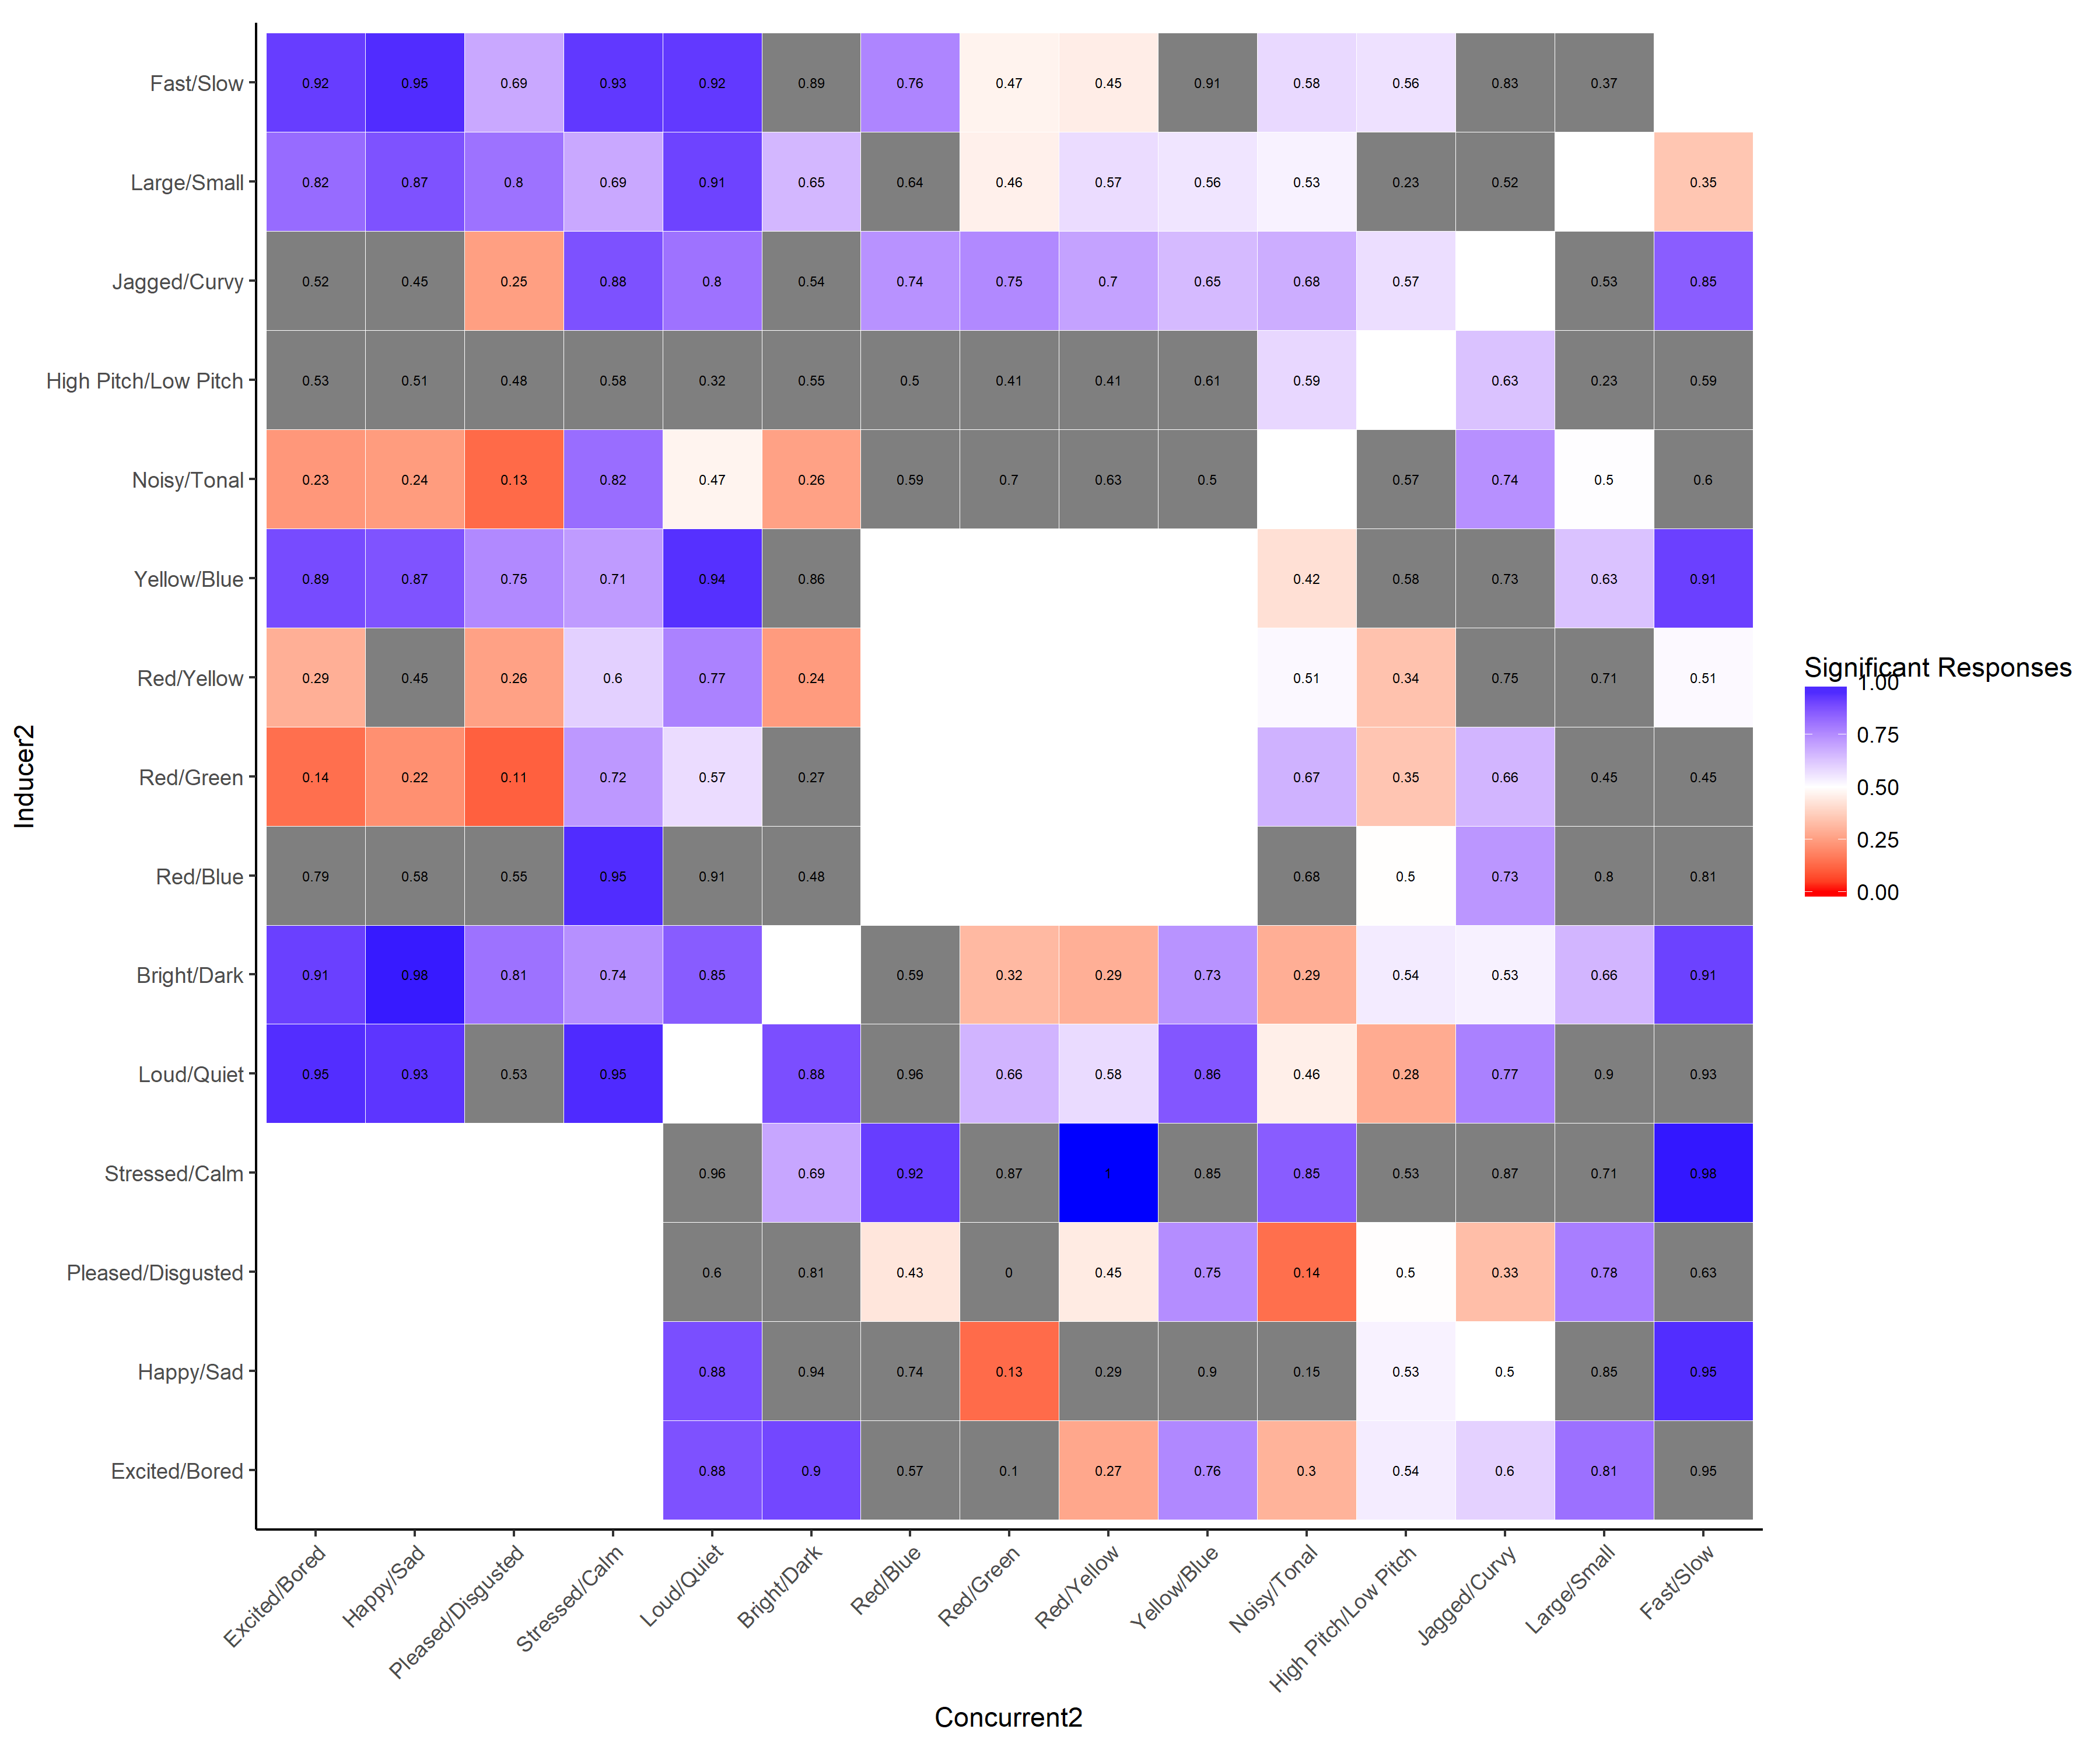 Fast/Slow 0.92 0.95 0.69 0.93 0.92 0.89 0.76 0.47 0.45 0.91 0.58 0.56 0.83 0.37
Large/Small 0.82 0.87 0.8 0.69 0.91 0.65 0.64 0.46 0.57 0.56 0.53 0.23 0.52 0.35
Jagged/Curvy 0.52 0.45 0.25 0.88 0.8 0.54 0.74 0.75 0.7 0.65 0.68 0.57 0.53 0.85
High Pitch/Low Pitch 0.53 0.51 0.48 0.58 0.32 0.55 0.5 0.41 0.41 0.61 0.59 0.63 0.23 0.59
Noisy/Tonal 0.23 0.24 0.13 0.82 0.47 0.26 0.59 0.7 0.63 0.5 0.57 0.74 0.5 0.6
Yellow/Blue 0.89 0.87 0.75 0.71 0.94 0.86 0.42 0.58 0.73 0.63 0.91
Red/Yellow 0.29 0.45 0.26 0.6 0.77 0.24 0.51 0.34 0.75 0.71 0.51
Red/Green 0.14 0.22 0.11 0.72 0.57 0.27 0.67 0.35 0.66 0.45 0.45
Red/Blue 0.79 0.58 0.55 0.95 0.91 0.48 0.68 0.5 0.73 0.8 0.81
Bright/Dark 0.91 0.98 0.81 0.74 0.85 0.59 0.32 0.29 0.73 0.29 0.54 0.53 0.66 0.91
Loud/Quiet 0.95 0.93 0.53 0.95 0.88 0.96 0.66 0.58 0.86 0.46 0.28 0.77 0.9 0.93
Stressed/Calm 0.96 0.69 0.92 0.87 1 0.85 0.85 0.53 0.87 0.71 0.98
Pleased/Disgusted 0.6 0.81 0.43 0 0.45 0.75 0.14 0.5 0.33 0.78 0.63
Happy/Sad 0.88 0.94 0.74 0.13 0.29 0.9 0.15 0.53 0.5 0.85 0.95
Excited/Bored 0.88 0.9 0.57 0.1 0.27 0.76 0.3 0.54 0.6 0.81 0.95
Inducer2
Excited/Bored
Happy/Sad
Pleased/Disgusted
Stressed/Calm
Loud/Quiet
Bright/Dark
Red/Blue
Red/Green
Red/Yellow
Yellow/Blue
Noisy/Tonal
High Pitch/Low Pitch
Jagged/Curvy
Large/Small
Fast/Slow
Concurrent2
Significant Responses
1.00
0.75
0.50
0.25
0.00